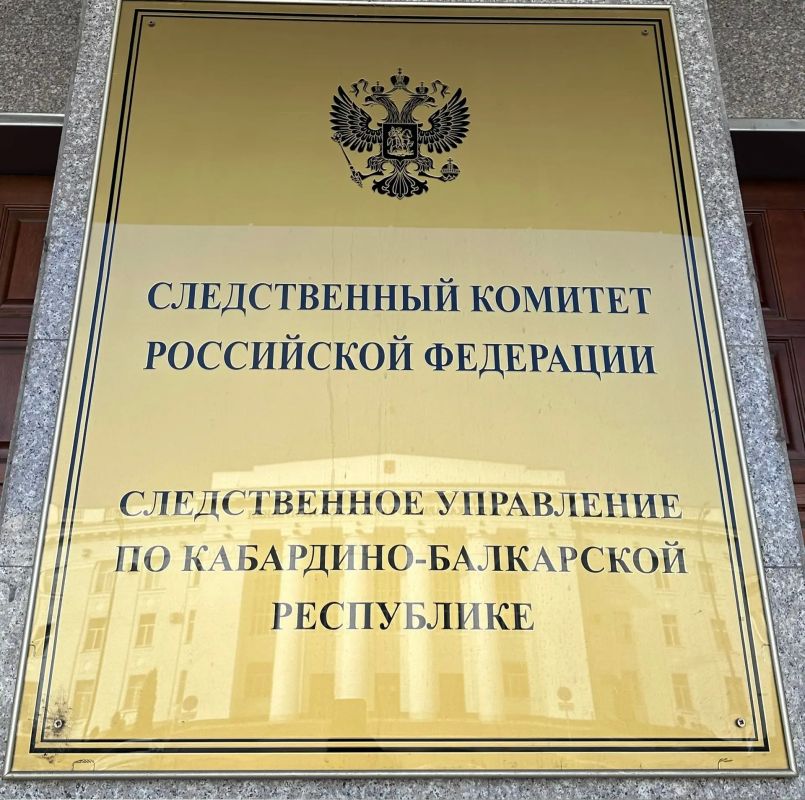 СЛЕДСТВЕННЫЙ КОМИТЕТ
РОССИЙСКОЙ ФЕДЕРАЦИИ
СЛЕДСТВЕННОЕ УПРАВЛЕНИЕ
ПО КАБАРДИНО-БАЛКАРСКОЙ
РЕСПУБЛИКЕ